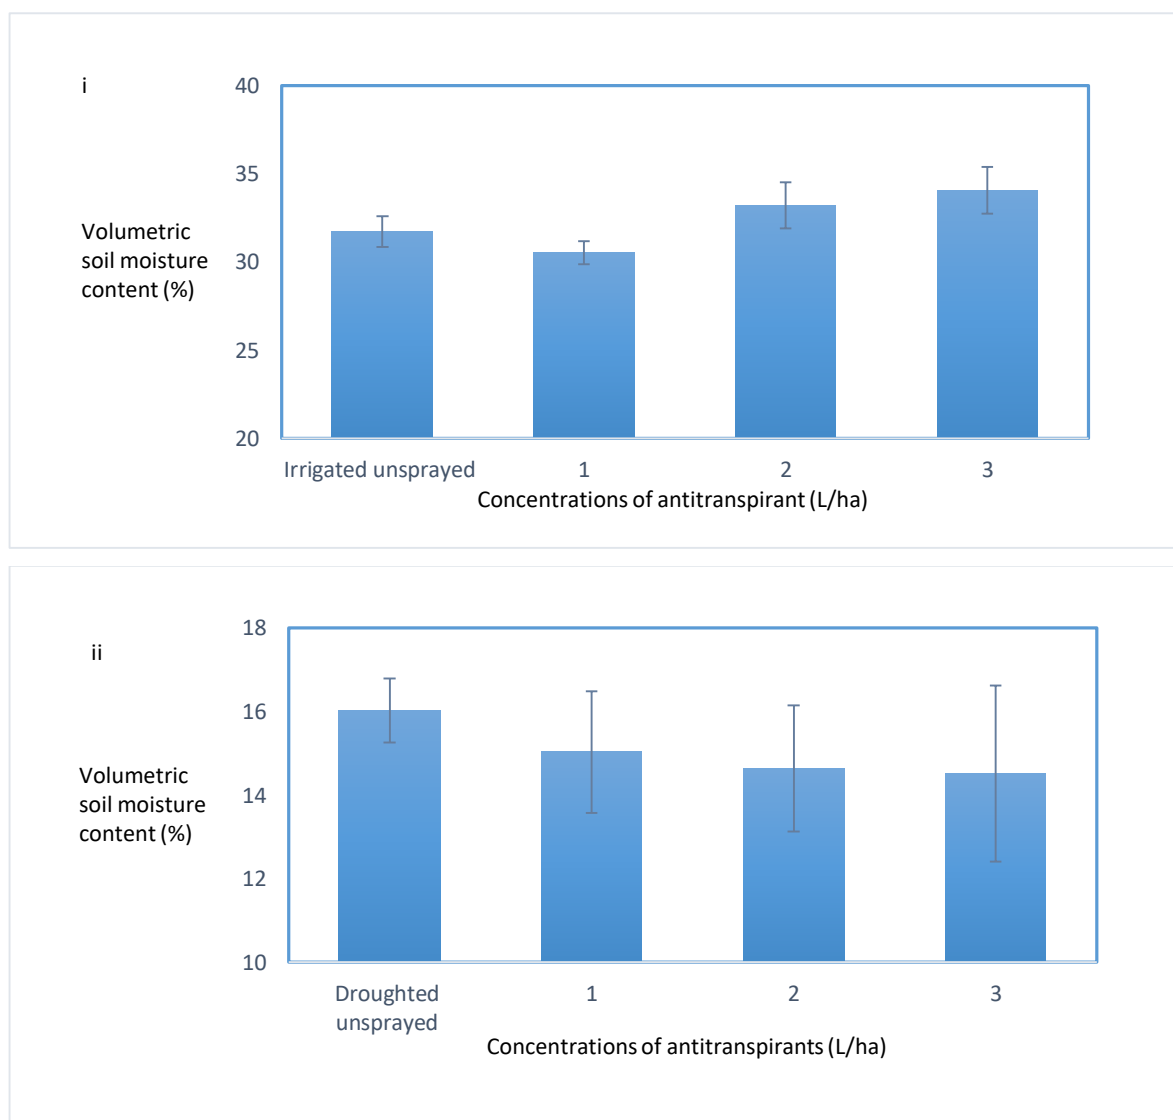 i
40
35
30
25
20
Volumetric
soil moisture
content (%)
Irrigated unsprayed 1 2 3
Concentrations of antitranspirant (L/ha)
ii
18
16
14
12
10
Volumetric
soil moisture
content (%)
Droughted
unsprayed
1 2 3
Concentrations of antitranspirants (L/ha)